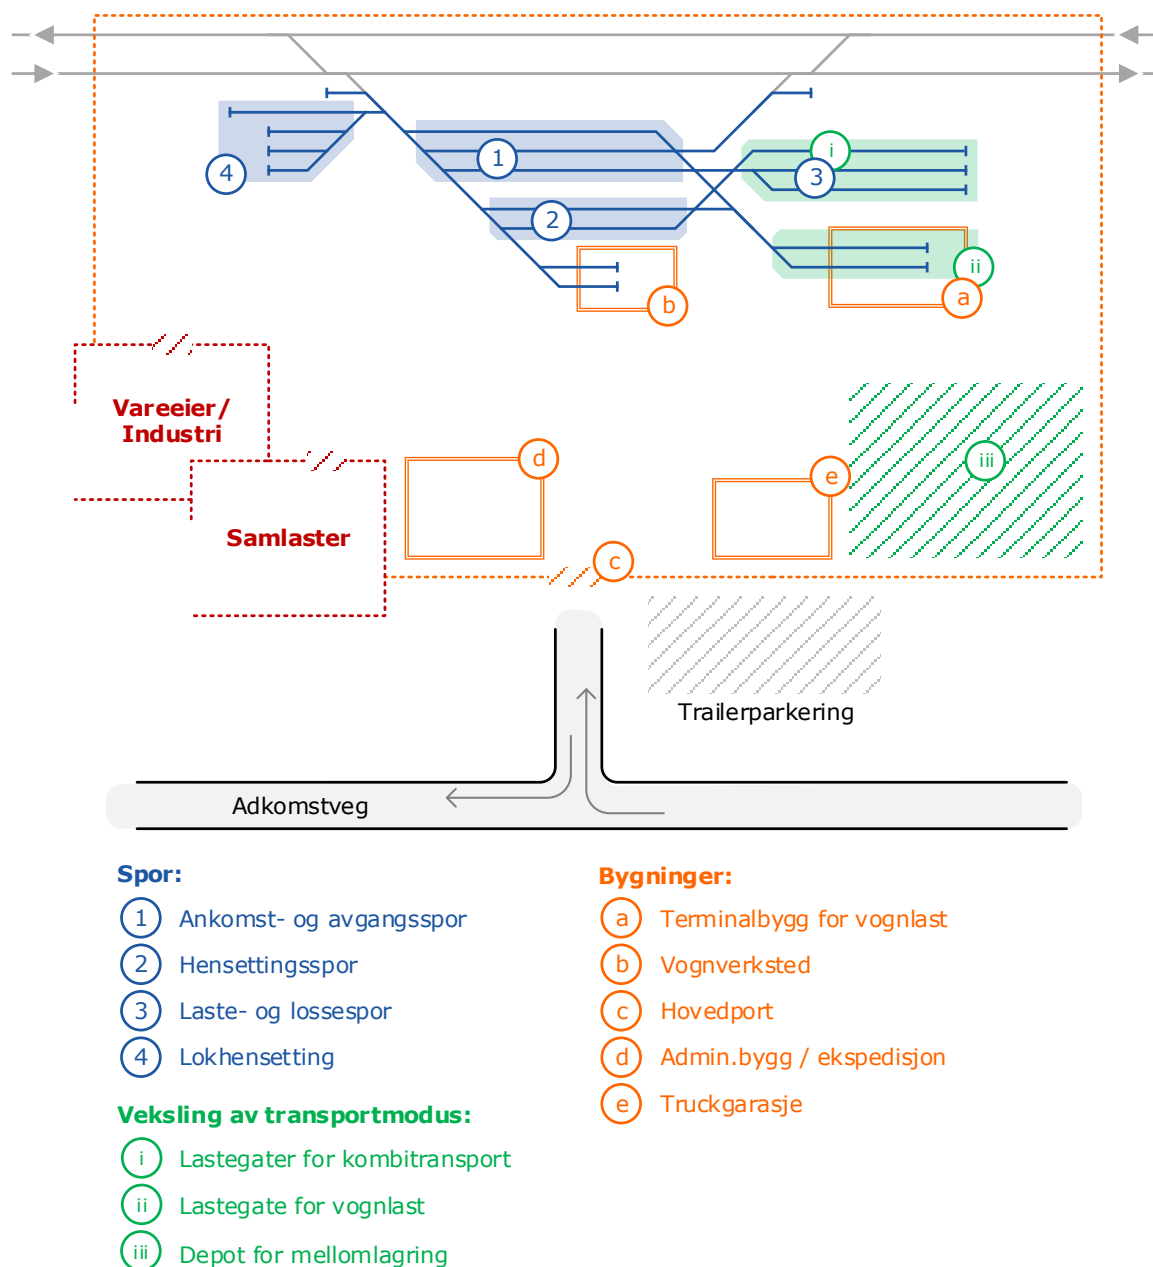 1
i
3
4
2
ii
a
b
Vareeier/
Industri
d
iii
e
Samlaster
c
Trailerparkering
Adkomstveg
Spor:
1 Ankomst- og avgangsspor
2 Hensettingsspor
3 Laste- og lossespor
4 Lokhensetting
Veksling av transportmodus:
i Lastegater for kombitransport
ii Lastegate for vognlast
iii Depot for mellomlagring
Bygninger:
a Terminalbygg for vognlast
b Vognverksted
c Hovedport
d Admin.bygg / ekspedisjon
e Truckgarasje